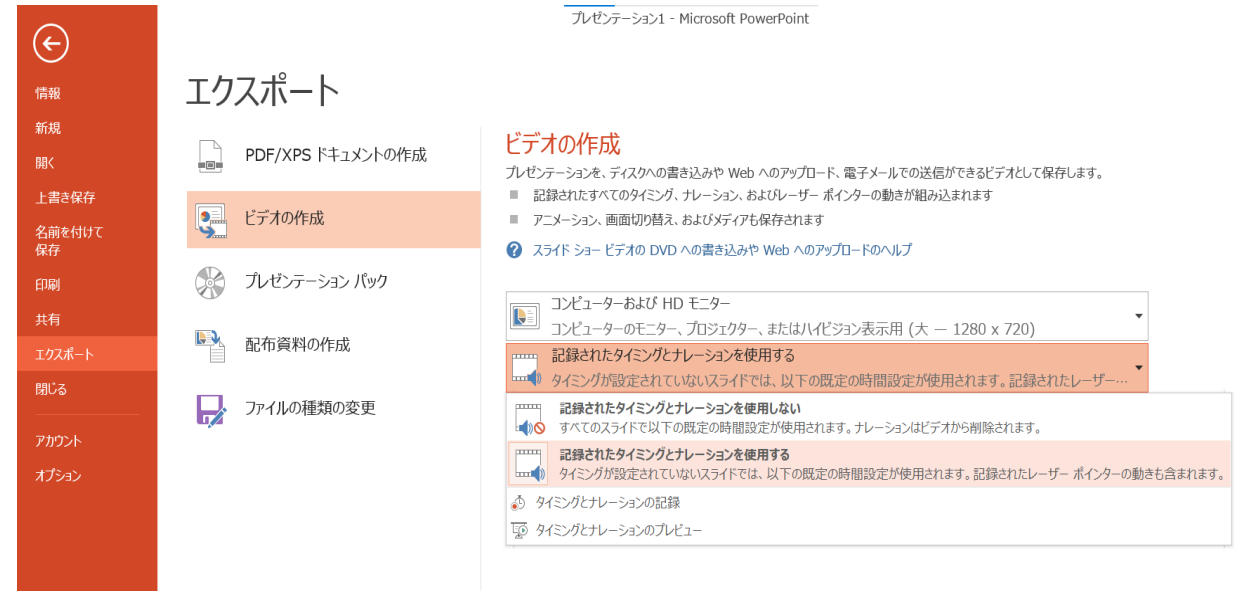 プレゼンテーション1 - Microsoft PowerPoint
情報
新規
開く
上書き保存
名前を付けて
保存
印刷
共有
エクスポート
閉じる
アカウント
オプション
エクスポート
PDF/XPS ドキュメントの作成
ビデオの作成
プレゼンテーション パック
配布資料の作成
ファイルの種類の変更
ビデオの作成
プレゼンテーションを、ディスクへの書き込みや Web へのアップロード、電子メールでの送信ができるビデオとして保存します。
記録されたすべてのタイミング、ナレーション、およびレーザー ポインターの動きが組み込まれます
アニメーション、画面切り替え、およびメディアも保存されます
スライド ショー ビデオの DVD への書き込みや Web へのアップロードのヘルプ
コンピューターおよび HD モニター
コンピューターのモニター、プロジェクター、またはハイビジョン表示用 (大 ― 1280 x 720)
記録されたタイミングとナレーションを使用する
タイミングが設定されていないスライドでは、以下の既定の時間設定が使用されます。記録されたレーザー…
記録されたタイミングとナレーションを使用しない
すべてのスライドで以下の既定の時間設定が使用されます。ナレーションはビデオから削除されます。
記録されたタイミングとナレーションを使用する
タイミングが設定されていないスライドでは、以下の既定の時間設定が使用されます。記録されたレーザー ポインターの動きも含まれます。
タイミングとナレーションの記録
タイミングとナレーションのプレビュー